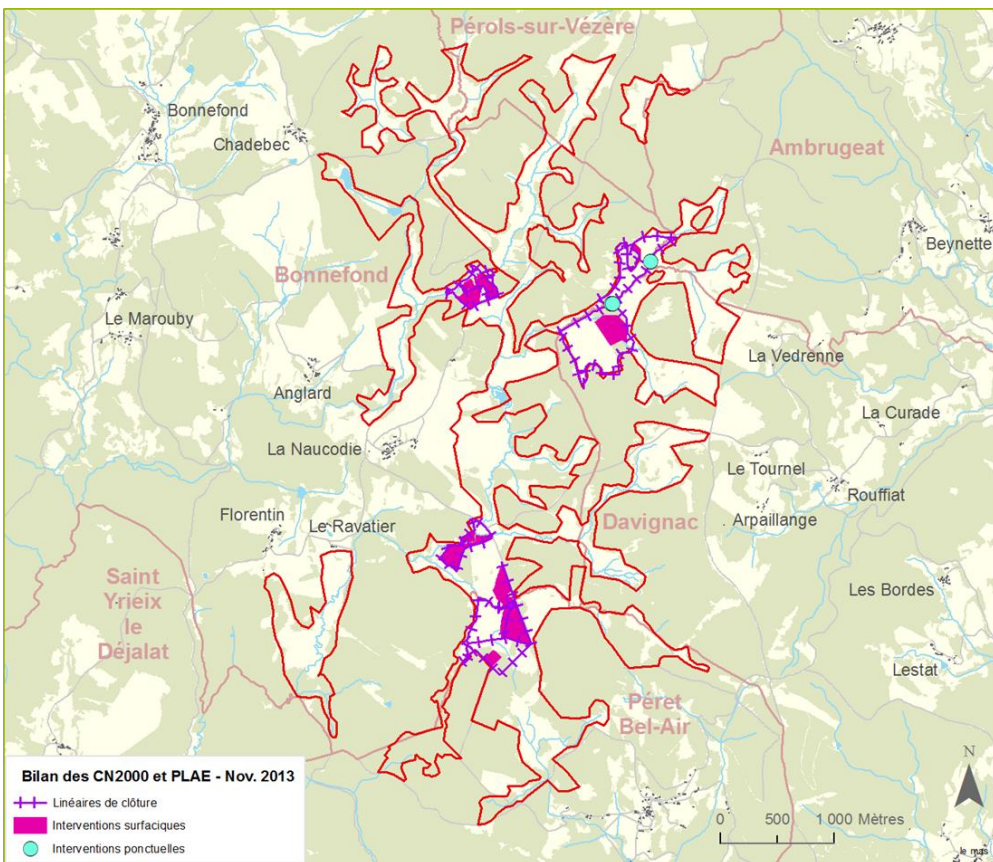 Pérols-sur-Vézère
Bonnefond
Chadebec
Ambrugeat
Beynette
Bonnefond
Le Marouby
La Vedrenne
Anglard
La Curade
La Naucodie
Le Tournel
Rouffiat
Florentin
Le Ravatier
Davignac
Arpaillange
Saint
Yrieix
le
Déjalat
Les Bordes
Lestat
Péret
Bel-Air
N
Bilan des CN2000 et PLAE - Nov. 2013
Linéaires de clôture
Interventions surfaciques
Interventions ponctuelles
0 500 1 000 Mètres
le mas